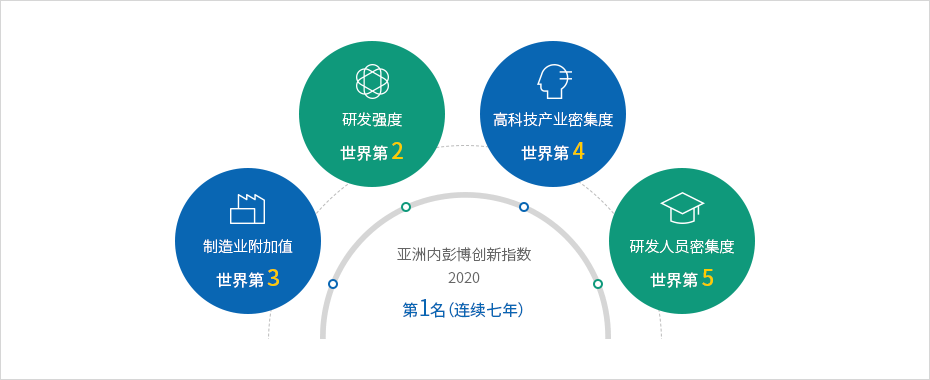 研发强度
世界第 2
高科技产业密集度
世界第 4
制造业附加值
世界第 3
研发人员密集度
世界第 5
亚洲内彭博创新指数
2020
第1名（连续七年）